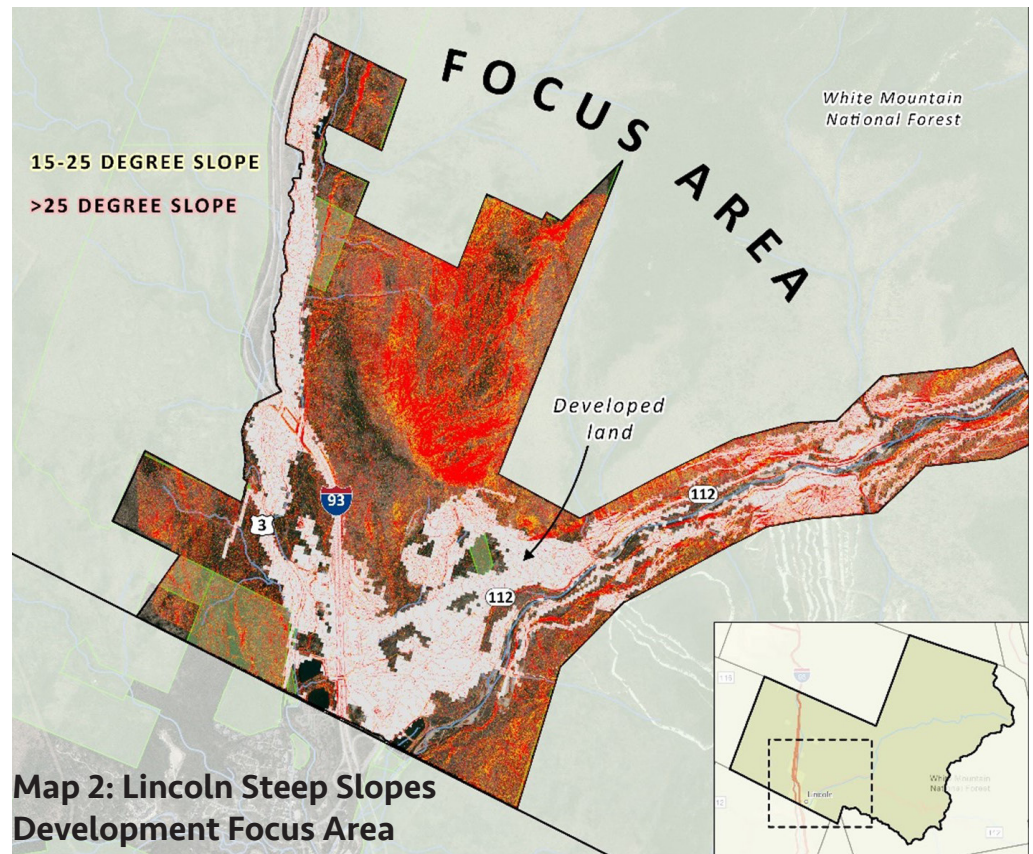 FOCUS AREA
White Mountain
National Forest
15-25 DEGREE SLOPE
>25 DEGREE SLOPE
Developed
land
112
93
3
112
Lincoln
White Mountain
National Forest
112
Map 2: Lincoln Steep Slopes
Development Focus Area